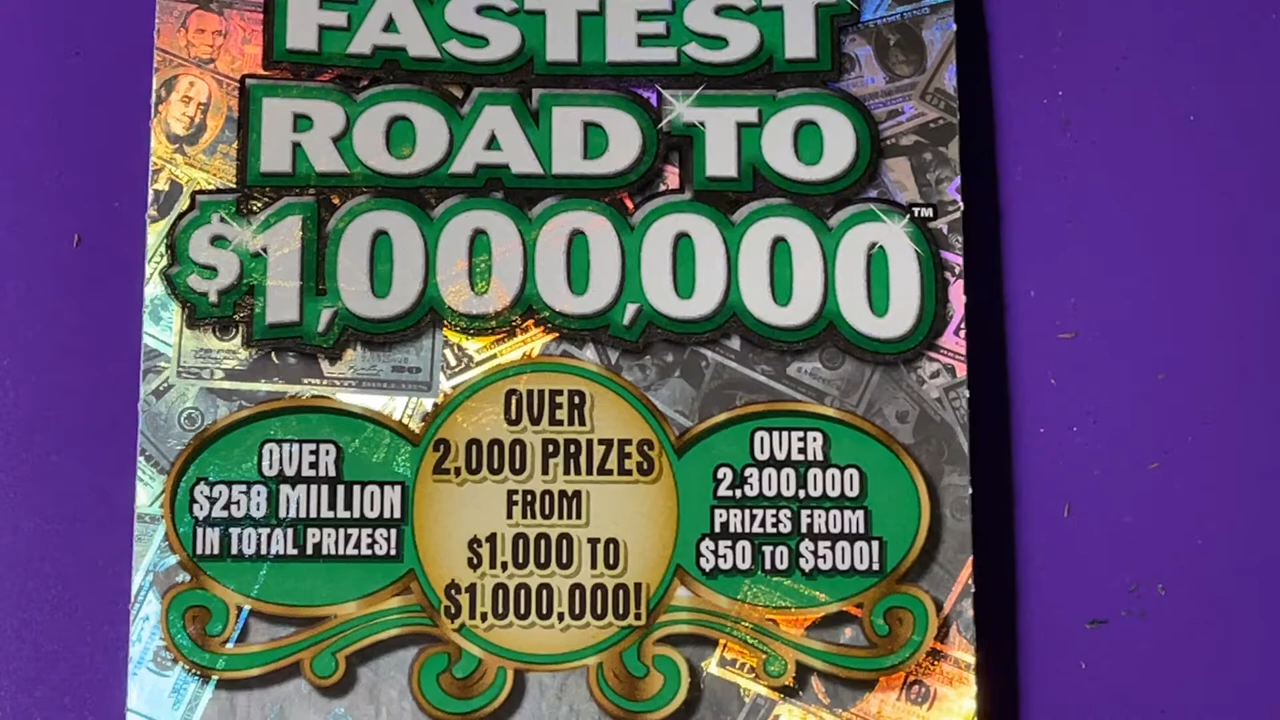 FASTEST
ROAD TO
$1,000,000™
OVER
$258 MILLION
IN TOTAL PRIZES!
OVER
2,000 PRIZES
FROM
$1,000 TO
$1,000,000!
OVER
2,300,000
PRIZES FROM
$50 TO $500!